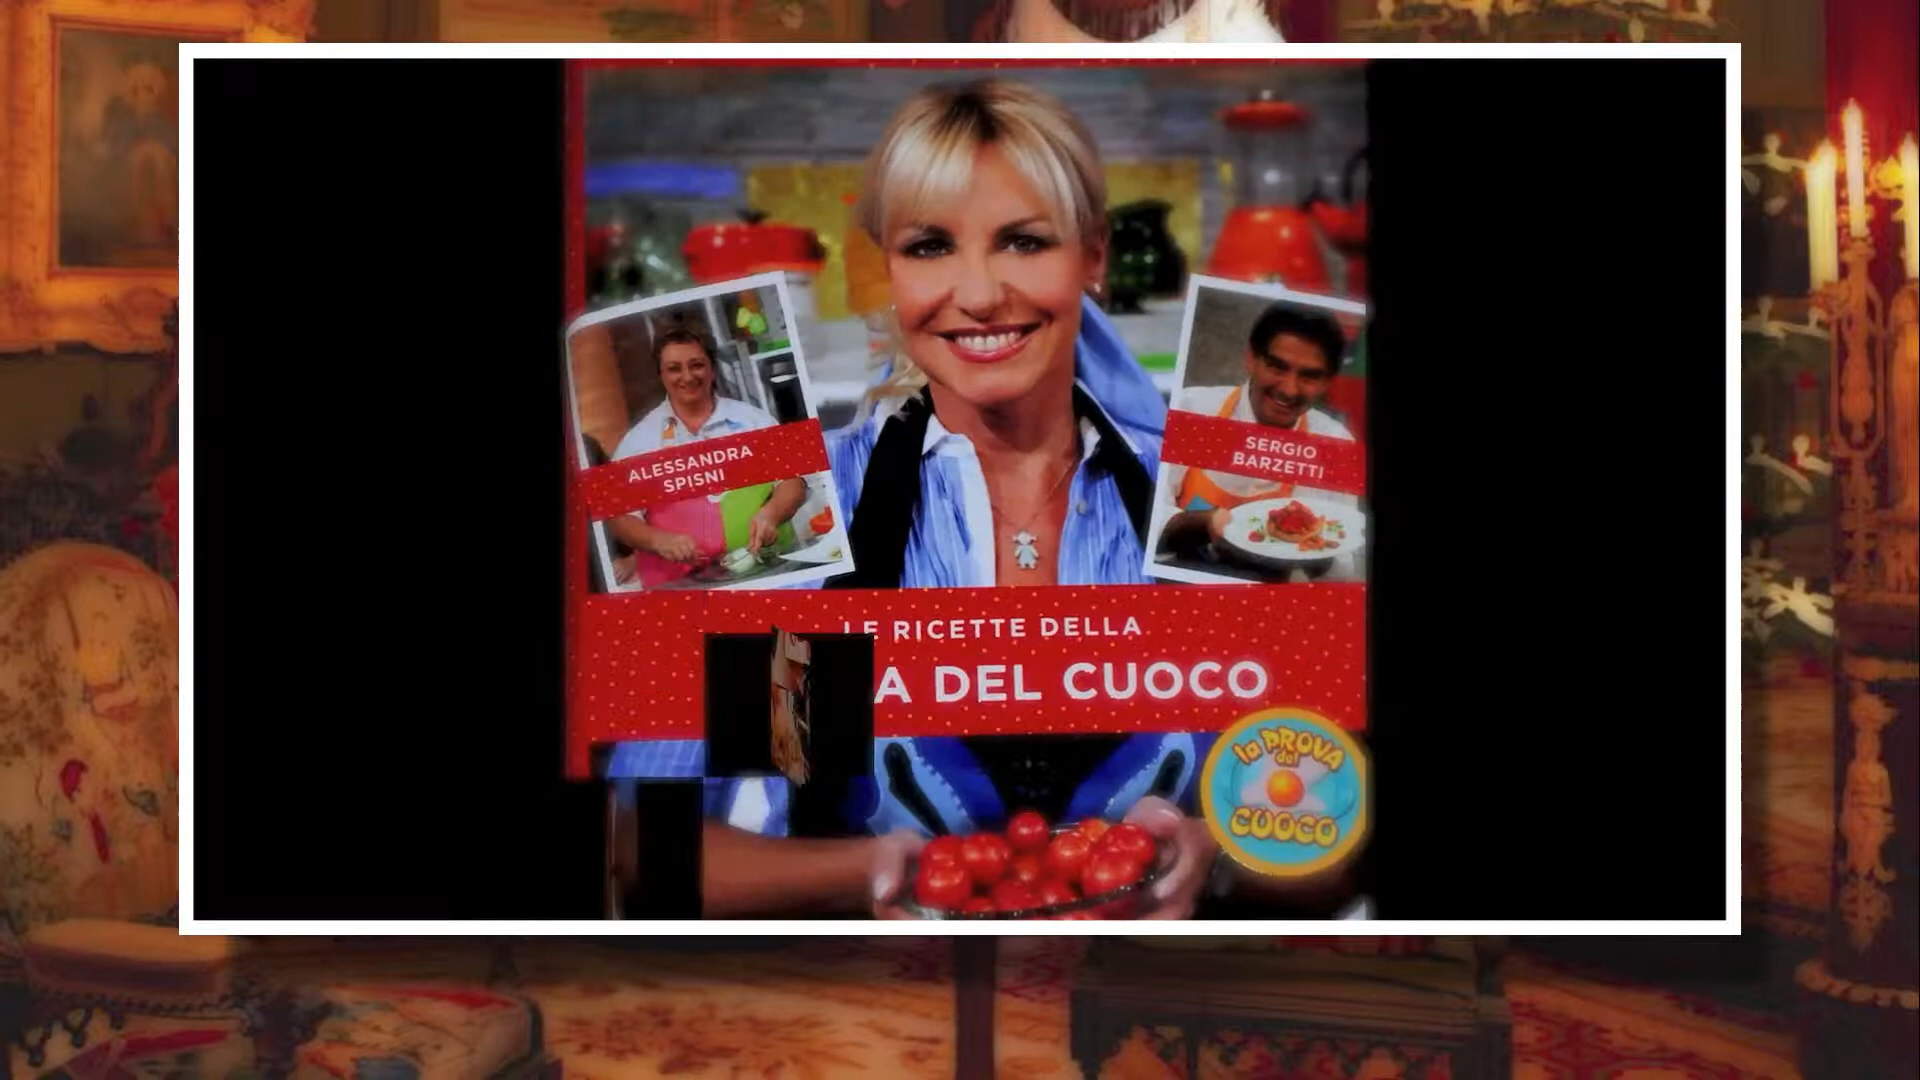 ALESSANDRA
SPISNI
SERGIO
BARZETTI
LE RICETTE DELLA
A DEL CUOCO
la PROVA
del
CUOCO